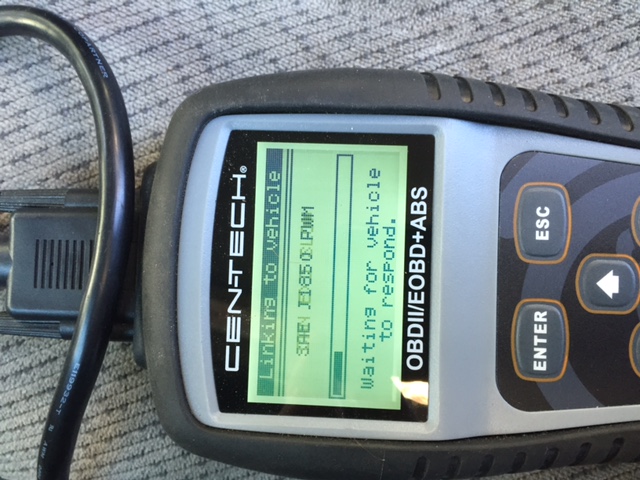 CEN-TECH®
Linking to vehicle
SAE J1850 PWM
Waiting for vehicle
to respond.
OBDII/EOBD+ABS
ESC
ENTER